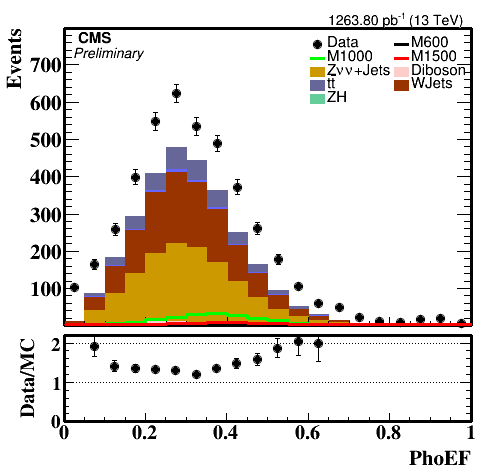 1263.80 pb⁻¹ (13 TeV)
CMS
Preliminary
Data
M600
M1000
M1500
Zνν+Jets
Diboson
tt
WJets
ZH
Events
700
600
500
400
300
200
100
Data/MC
2
1
0
0 0.2 0.4 0.6 0.8 1
PhoEF